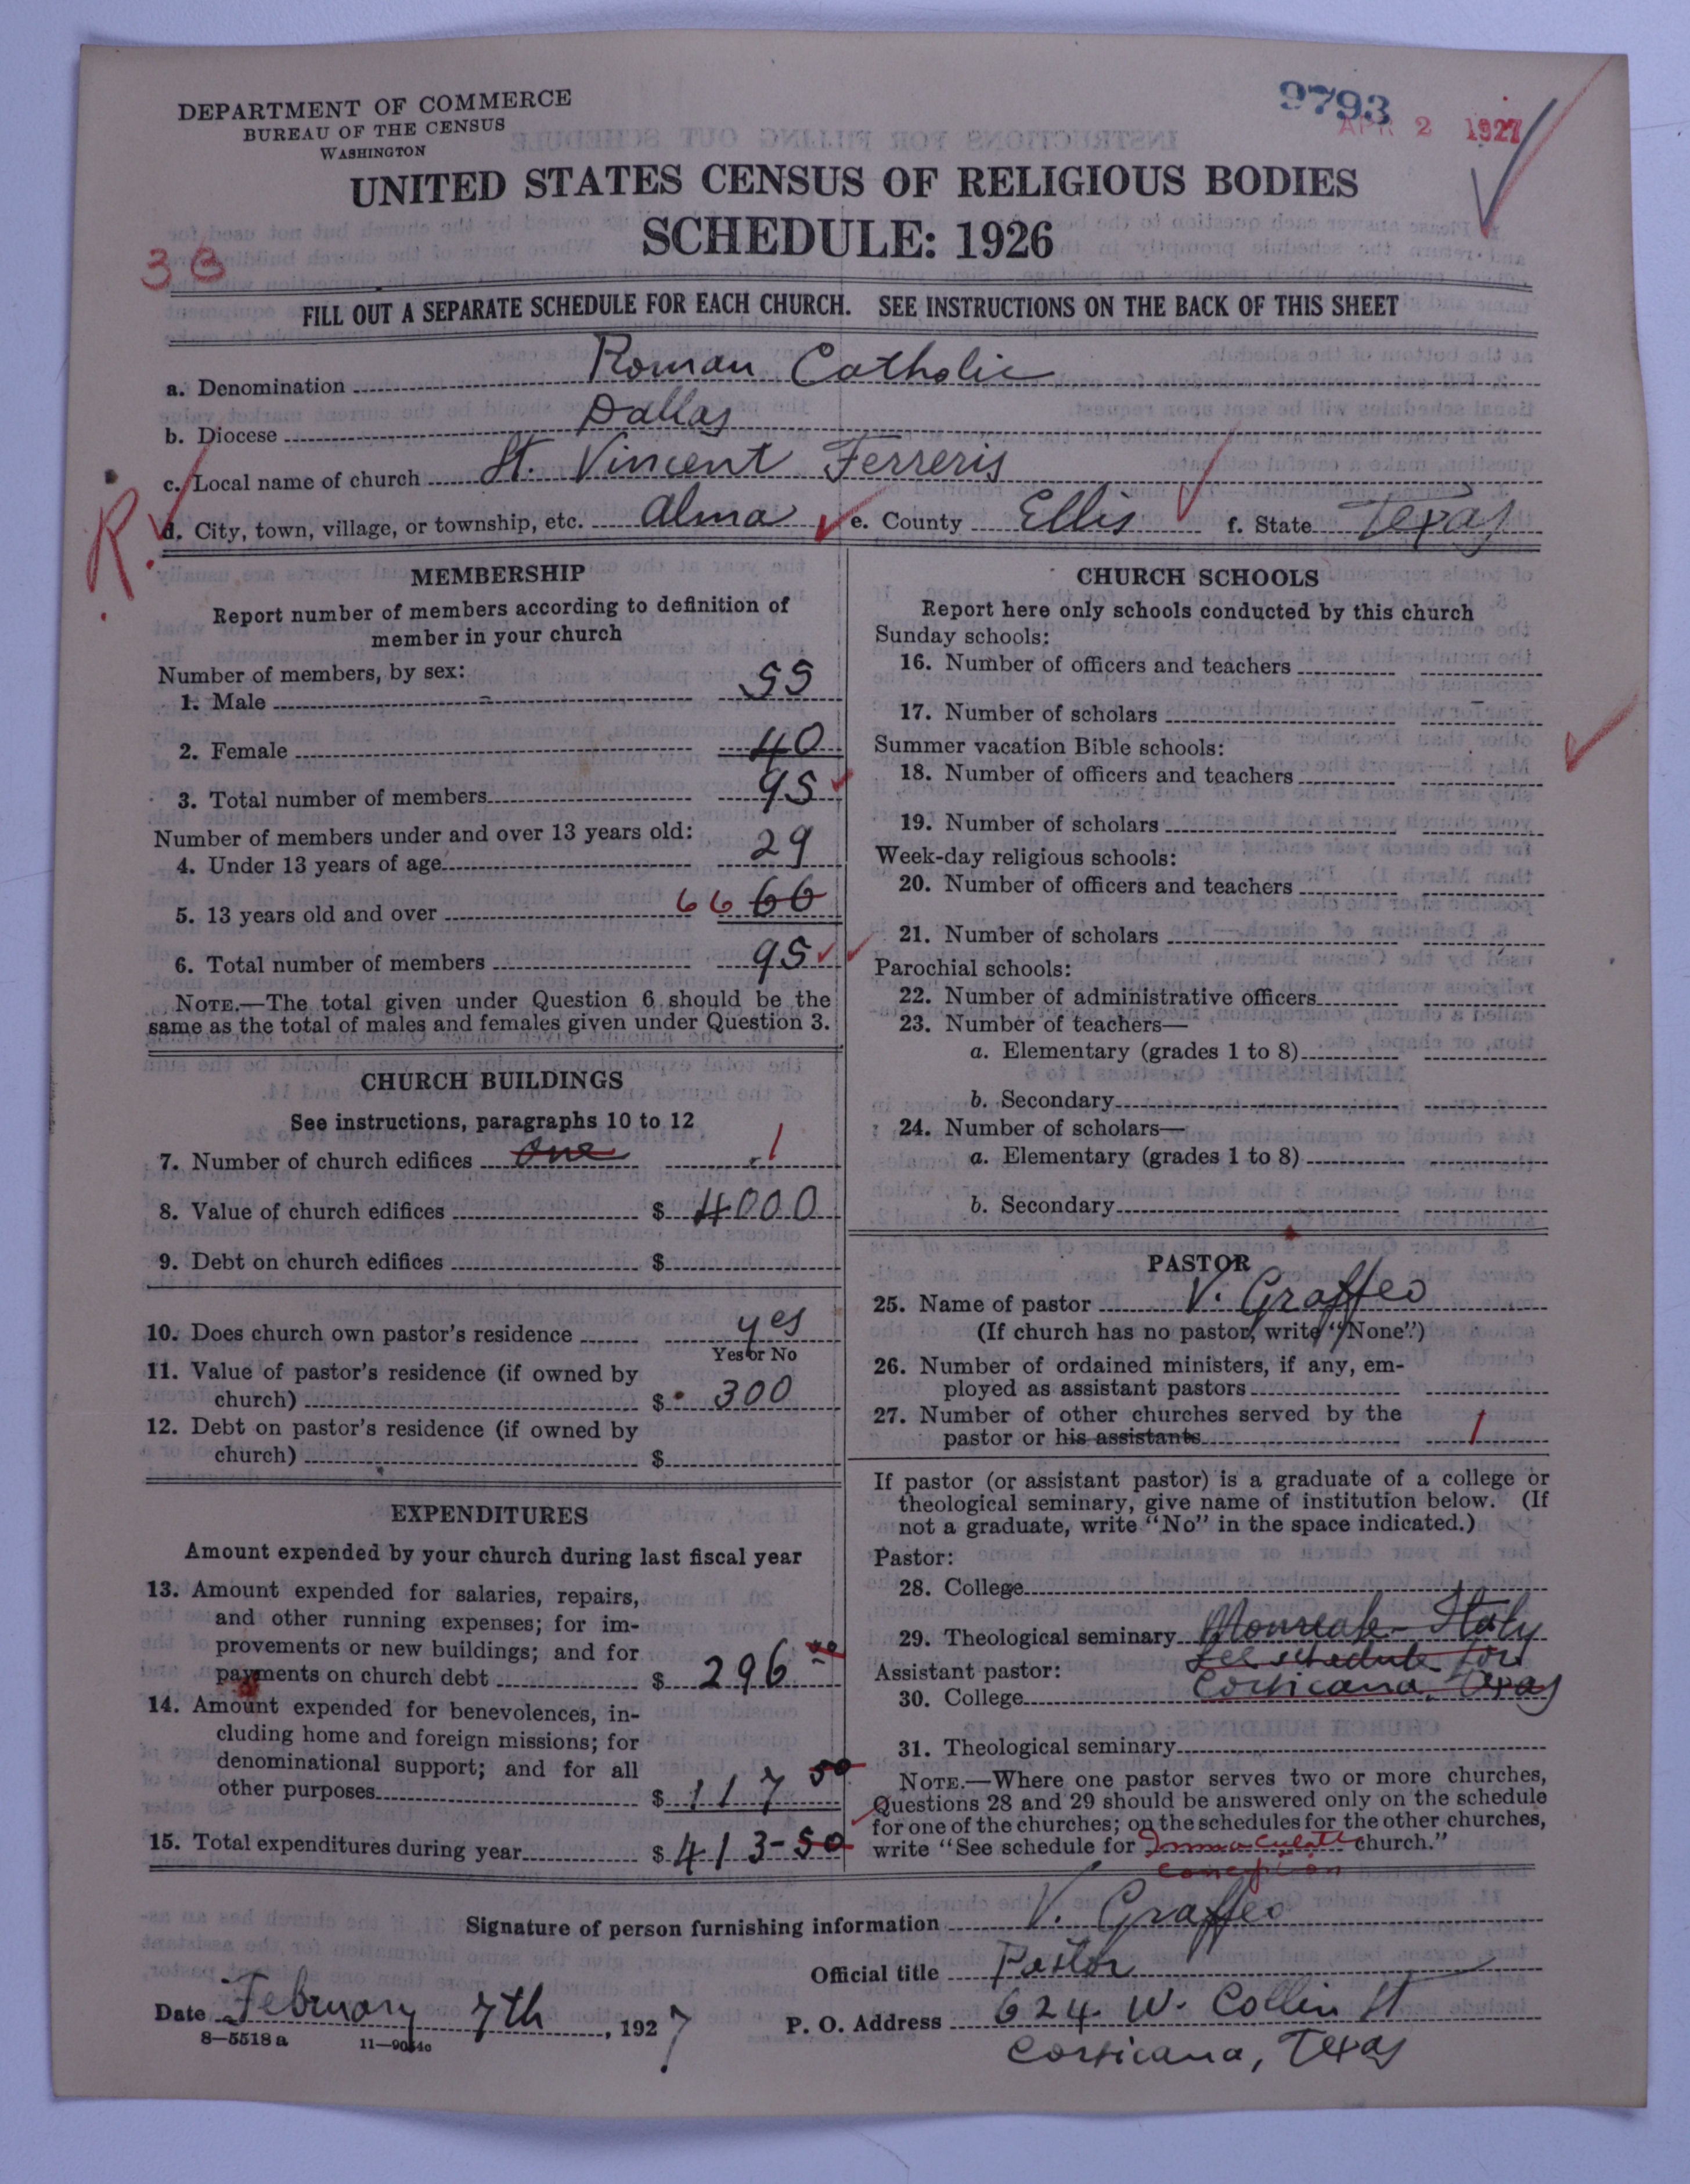 DEPARTMENT OF COMMERCE
BUREAU OF THE CENSUS
WASHINGTON
9793
APR 2 1927
UNITED STATES CENSUS OF RELIGIOUS BODIES
SCHEDULE: 1926
3 B
FILL OUT A SEPARATE SCHEDULE FOR EACH CHURCH. SEE INSTRUCTIONS ON THE BACK OF THIS SHEET
a. Denomination Roman Catholic
b. Diocese Dallas
c. Local name of church St. Vincent Ferreris
R.
d. City, town, village, or township, etc. Alma e. County Ellis f. State Texas
MEMBERSHIP
Report number of members according to definition of
member in your church
Number of members, by sex:
1. Male 55
2. Female 40
3. Total number of members 95
Number of members under and over 13 years old:
4. Under 13 years of age 29
5. 13 years old and over 66 66
6. Total number of members 95
NOTE.—The total given under Question 6 should be the
same as the total of males and females given under Question 3.
CHURCH BUILDINGS
See instructions, paragraphs 10 to 12
7. Number of church edifices One 1
8. Value of church edifices $ 4000
9. Debt on church edifices $
10. Does church own pastor's residence yes
Yes or No
11. Value of pastor's residence (if owned by
church) $ 300
12. Debt on pastor's residence (if owned by
church) $
EXPENDITURES
Amount expended by your church during last fiscal year
13. Amount expended for salaries, repairs,
and other running expenses; for im-
provements or new buildings; and for
payments on church debt $ 296
14. Amount expended for benevolences, in-
cluding home and foreign missions; for
denominational support; and for all
other purposes $ 117 50
15. Total expenditures during year $ 413-50
CHURCH SCHOOLS
Report here only schools conducted by this church
Sunday schools:
16. Number of officers and teachers
17. Number of scholars
Summer vacation Bible schools:
18. Number of officers and teachers
19. Number of scholars
Week-day religious schools:
20. Number of officers and teachers
21. Number of scholars
Parochial schools:
22. Number of administrative officers
23. Number of teachers—
a. Elementary (grades 1 to 8)
b. Secondary
24. Number of scholars—
a. Elementary (grades 1 to 8)
b. Secondary
PASTOR
25. Name of pastor V. Graffeo
(If church has no pastor, write "None")
26. Number of ordained ministers, if any, em-
ployed as assistant pastors
27. Number of other churches served by the
pastor or his assistants 1
If pastor (or assistant pastor) is a graduate of a college or
theological seminary, give name of institution below. (If
not a graduate, write "No" in the space indicated.)
Pastor:
28. College
29. Theological seminary Monreale-Italy
See schedule for
Assistant pastor:
30. College Corsicana, Texas
31. Theological seminary
NOTE.—Where one pastor serves two or more churches,
Questions 28 and 29 should be answered only on the schedule
for one of the churches; on the schedules for the other churches,
write "See schedule for Immaculate church."
Conception
Signature of person furnishing information V. Graffeo
Official title Pastor
Date February 7th, 1927
P. O. Address 624 W. Collin St
Corsicana, Texas
8—5518 a